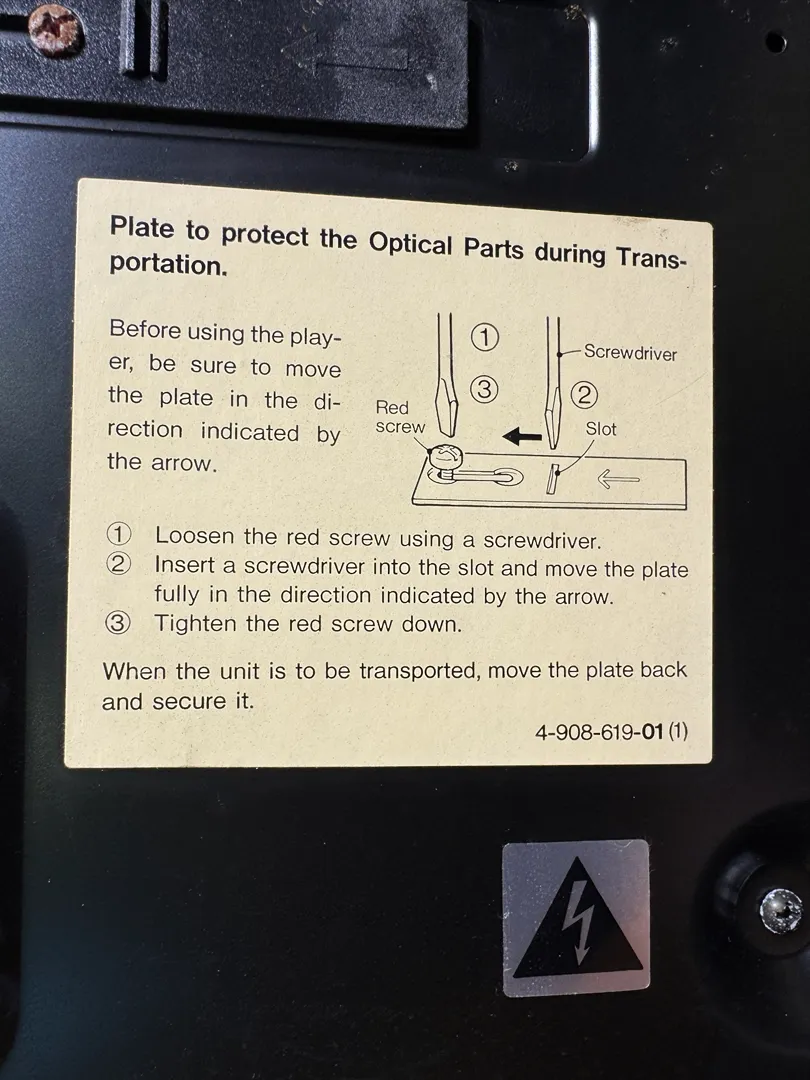 Plate to protect the Optical Parts during Trans-
portation.
Before using the play-
er, be sure to move
the plate in the di-
rection indicated by
the arrow.
①
③
Screwdriver
②
Red
screw
Slot
① Loosen the red screw using a screwdriver.
② Insert a screwdriver into the slot and move the plate
fully in the direction indicated by the arrow.
③ Tighten the red screw down.
When the unit is to be transported, move the plate back
and secure it.
4-908-619-01 (1)